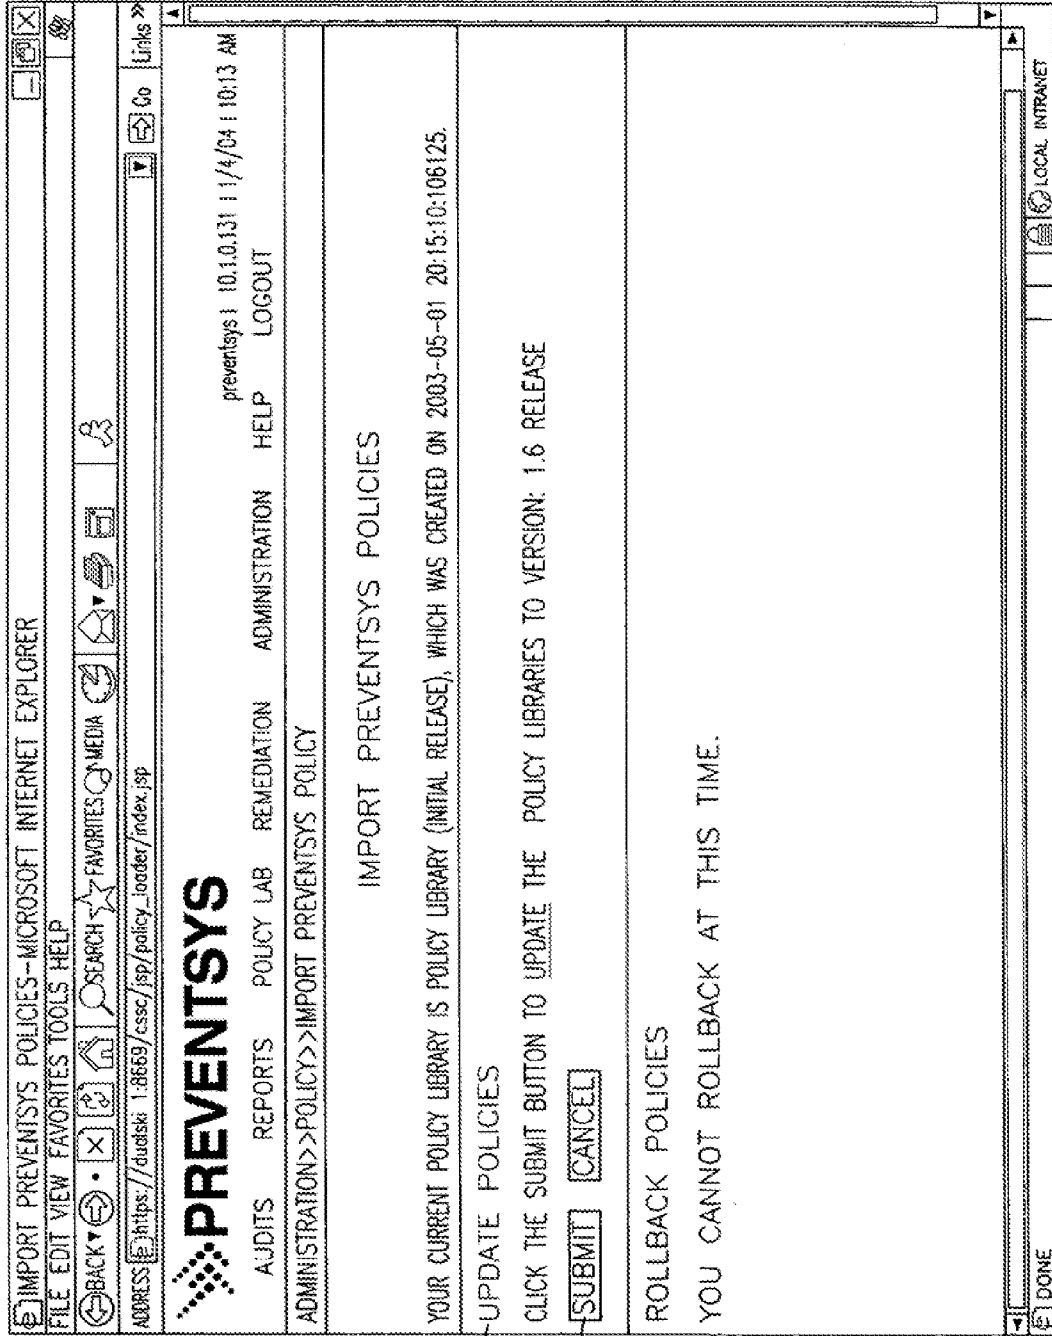 IMPORT PREVENTSYS POLICIES-MICROSOFT INTERNET EXPLORER
FILE EDIT VIEW FAVORITES TOOLS HELP
BACK SEARCH FAVORITES MEDIA
ADDRESS https://dualski 1:8669/cssc/jsp/policy_loader/index.jsp Go Links »
PREVENTSYS
preventsys | 10.1.0.131 | 1/4/04 | 10:13 AM
AUDITS REPORTS POLICY LAB REMEDIATION ADMINISTRATION HELP LOGOUT
ADMINISTRATION>>POLICY>>IMPORT PREVENTSYS POLICY
IMPORT PREVENTSYS POLICIES
YOUR CURRENT POLICY LIBRARY IS POLICY LIBRARY (INITIAL RELEASE), WHICH WAS CREATED ON 2003-05-01 20:15:10:106125.
UPDATE POLICIES
CLICK THE SUBMIT BUTTON TO UPDATE THE POLICY LIBRARIES TO VERSION: 1.6 RELEASE
SUBMIT CANCEL
ROLLBACK POLICIES
YOU CANNOT ROLLBACK AT THIS TIME.
DONE LOCAL INTRANET